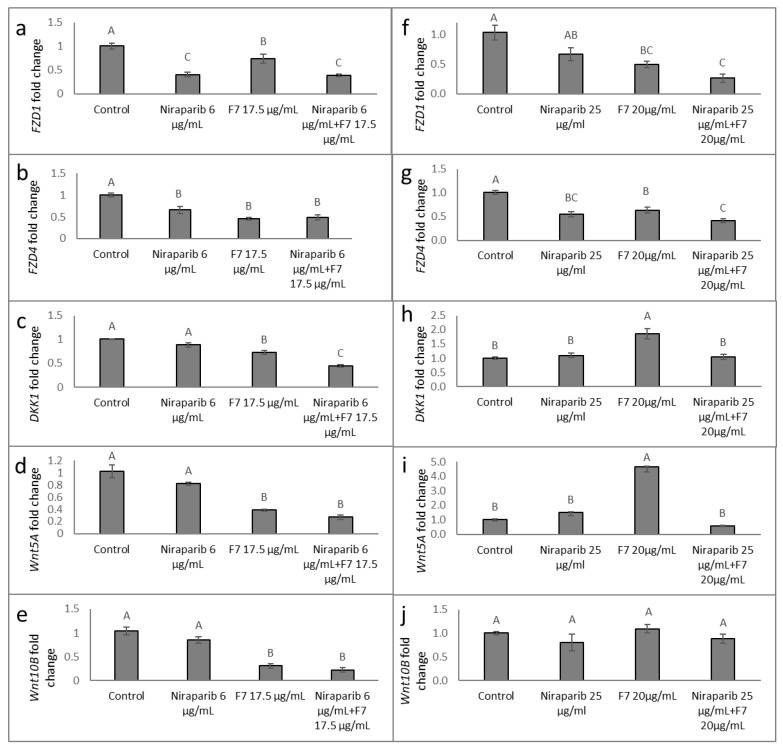 a
FZD1 fold change
1.5
1
0.5
0
A
C
B
C
Control
Niraparib 6
µg/mL
F7 17.5 µg/mL
Niraparib 6
µg/mL+F7 17.5
µg/mL
f
FZD1 fold change
1.0
0.5
0.0
A
AB
BC
C
Control
Niraparib 25
µg/ml
F7 20µg/mL
Niraparib 25
µg/mL+F7
20µg/mL
b
FZD4 fold change
1.5
1
0.5
0
A
B
B
B
Control
Niraparib 6
µg/mL
F7 17.5
µg/mL
Niraparib 6
µg/mL+F7
17.5 µg/mL
g
FZD4 fold change
1.5
1.0
0.5
0.0
A
BC
B
C
Control
Niraparib 25
µg/ml
F7 20µg/mL
Niraparib 25
µg/mL+F7
20µg/mL
c
DKK1 fold change
1.5
1
0.5
0
A
A
B
C
Control
Niraparib 6
µg/mL
F7 17.5 µg/mL
Niraparib 6
µg/mL+F7 17.5
µg/mL
h
DKK1 fold change
2.5
2.0
1.5
1.0
0.5
0.0
B
B
A
B
Control
Niraparib 25
µg/ml
F7 20µg/mL
Niraparib 25
µg/mL+F7
20µg/mL
d
Wnt5A fold change
1.2
1
0.8
0.6
0.4
0.2
0
A
A
B
B
Control
Niraparib 6
µg/mL
F7 17.5 µg/mL
Niraparib 6
µg/mL+F7 17.5
µg/mL
i
Wnt5A fold change
5.0
4.0
3.0
2.0
1.0
0.0
B
B
A
B
Control
Niraparib 25
µg/ml
F7 20µg/mL
Niraparib 25
µg/mL+F7
20µg/mL
e
Wnt10B fold
change
1.5
1
0.5
0
A
A
B
B
Control
Niraparib 6
µg/mL
F7 17.5 µg/mL
Niraparib 6
µg/mL+F7
17.5 µg/mL
j
Wnt10B fold
change
1.5
1.0
0.5
0.0
A
A
A
A
Control
Niraparib 25
µg/ml
F7 20µg/mL
Niraparib 25
µg/mL+F7
20µg/mL